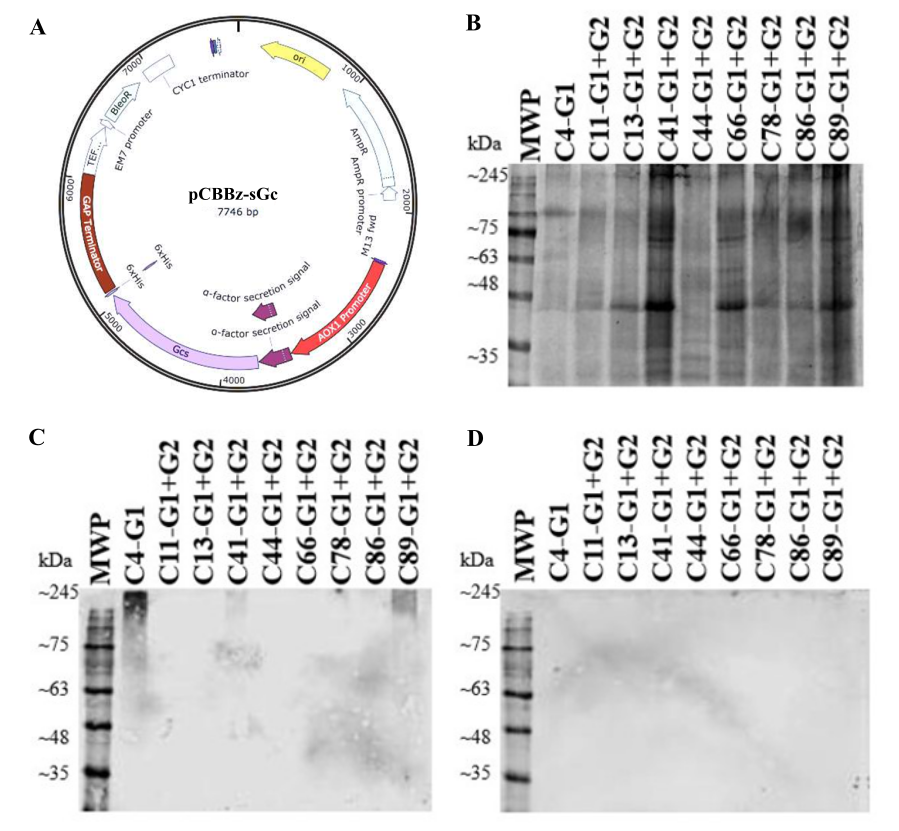 A
ori
1000
AmpR
AmpR promoter
2000
M13 fwd
AOX1 Promoter
3000
α-factor secretion signal
α-factor secretion signal
4000
Gcs
5000
6xHis
6xHis
GAP Terminator
6000
TEF...
EM7 promoter
BleoR
7000
CYC1 terminator
pCBBz-sGc
7746 bp
B
kDa
MWP
C4-G1
C11-G1+G2
C13-G1+G2
C41-G1+G2
C44-G1+G2
C66-G1+G2
C78-G1+G2
C86-G1+G2
C89-G1+G2
~245
~75
~63
~48
~35
C
kDa
MWP
C4-G1
C11-G1+G2
C13-G1+G2
C41-G1+G2
C44-G1+G2
C66-G1+G2
C78-G1+G2
C86-G1+G2
C89-G1+G2
~245
~75
~63
~48
~35
D
kDa
MWP
C4-G1
C11-G1+G2
C13-G1+G2
C41-G1+G2
C44-G1+G2
C66-G1+G2
C78-G1+G2
C86-G1+G2
C89-G1+G2
~245
~75
~63
~48
~35